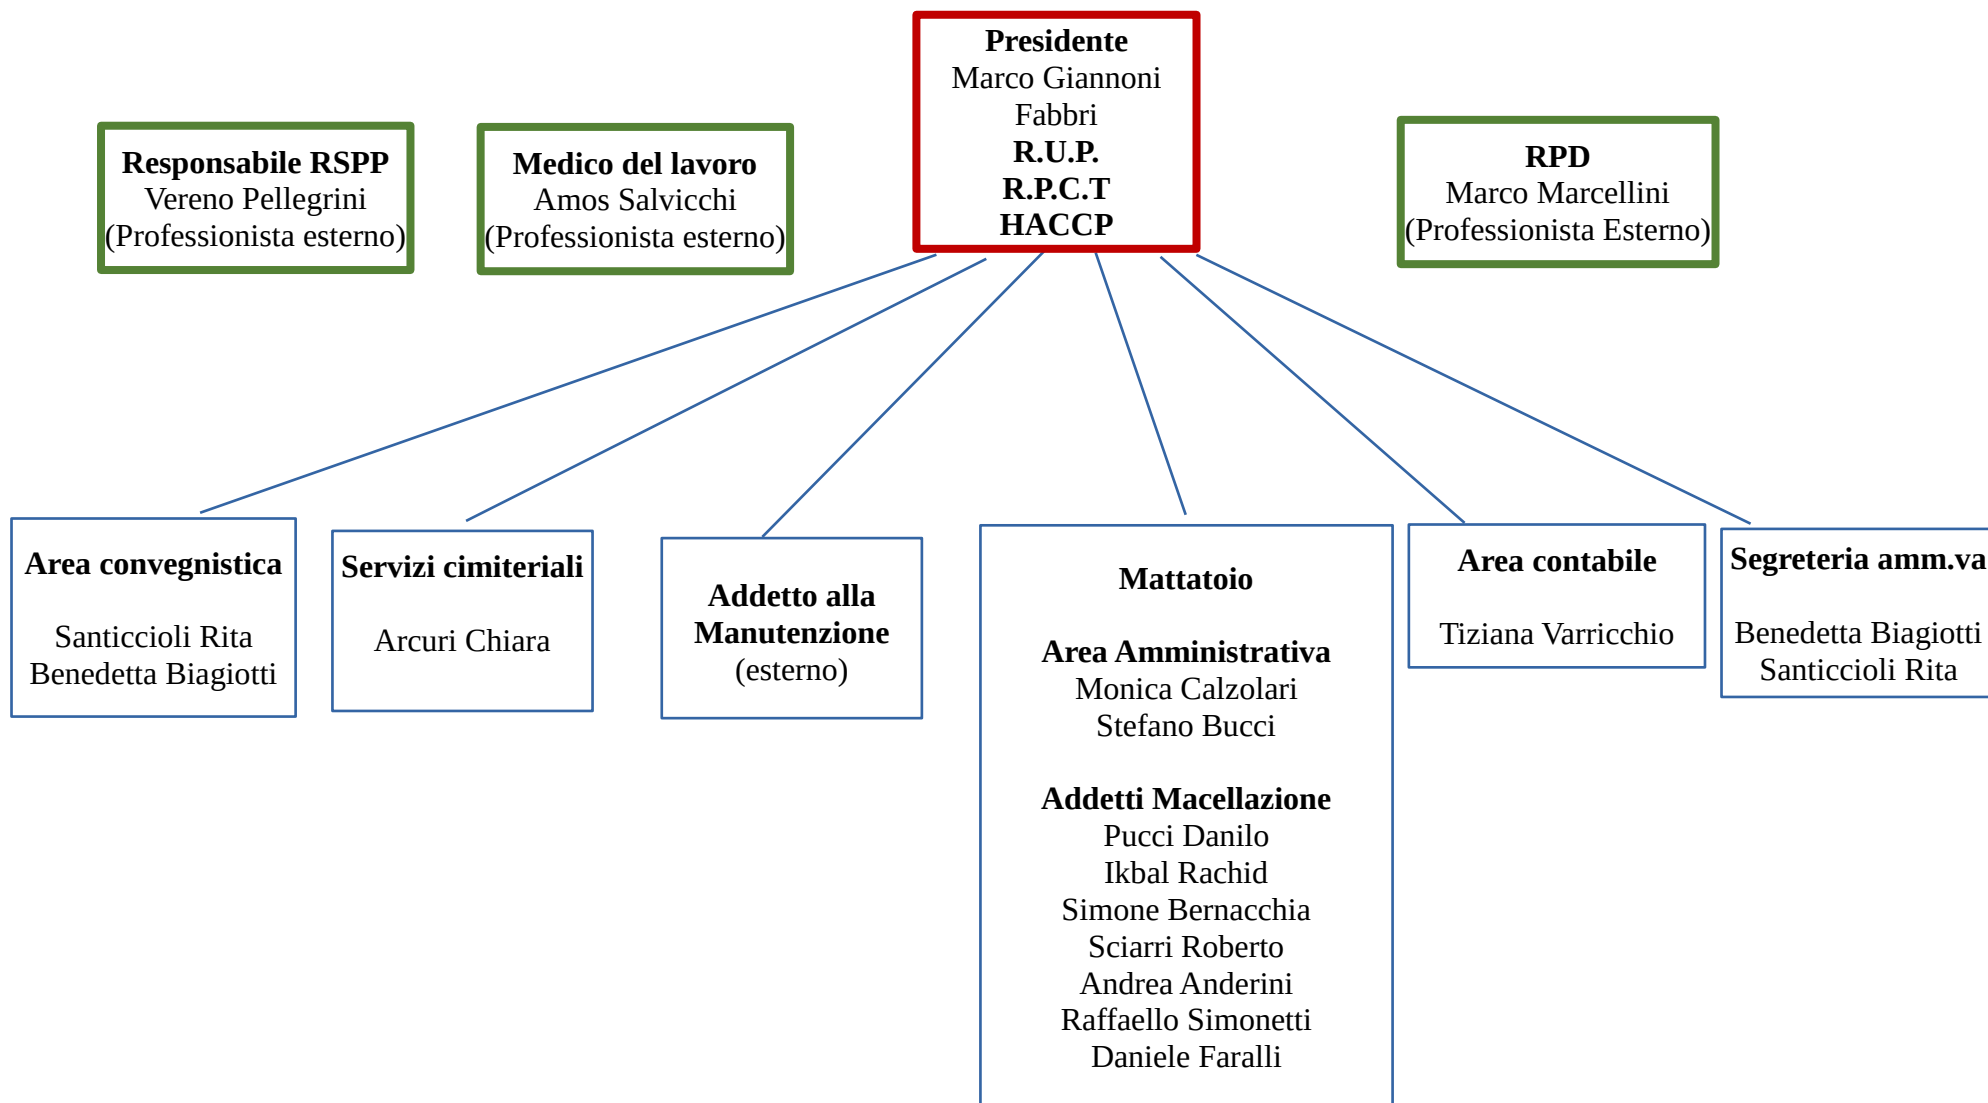 Presidente
Marco Giannoni
Fabbri
R.U.P.
R.P.C.T
HACCP
Responsabile RSPP
Vereno Pellegrini
(Professionista esterno)
Medico del lavoro
Amos Salvicchi
(Professionista esterno)
RPD
Marco Marcellini
(Professionista Esterno)
Area convegnistica
Santiccioli Rita
Benedetta Biagiotti
Servizi cimiteriali
Arcuri Chiara
Addetto alla
Manutenzione
(esterno)
Mattatoio
Area Amministrativa
Monica Calzolari
Stefano Bucci
Addetti Macellazione
Pucci Danilo
Ikbal Rachid
Simone Bernacchia
Sciarri Roberto
Andrea Anderini
Raffaello Simonetti
Daniele Faralli
Area contabile
Tiziana Varricchio
Segreteria amm.va
Benedetta Biagiotti
Santiccioli Rita